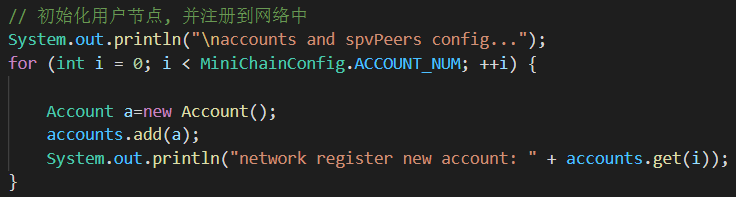 // 初始化用户节点, 并注册到网络中
System.out.println("\naccounts and spvPeers config...");
for (int i = 0; i < MiniChainConfig.ACCOUNT_NUM; ++i) {
Account a=new Account();
accounts.add(a);
System.out.println("network register new account: " + accounts.get(i));
}